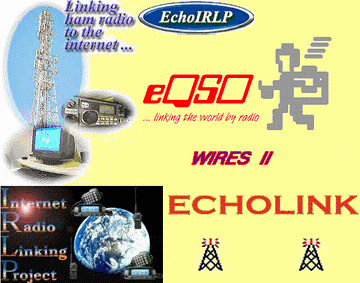 Linking
ham radio
to the
internet ...
EchoIRLP
eQSO
... linking the world by radio
WIRES II
Internet
Radio
Linking
Project
ECHOLINK